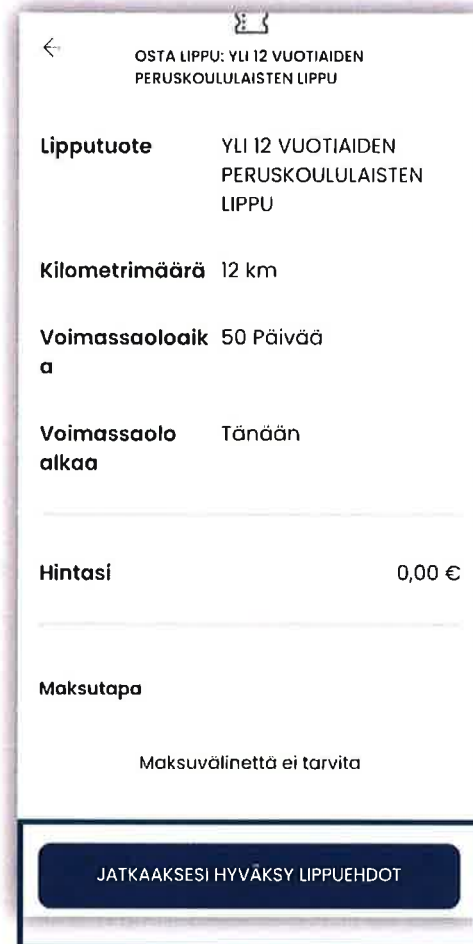 OSTA LIPPU: YLI 12 VUOTIAIDEN
PERUSKOULULAISTEN LIPPU
Lipputuote YLI 12 VUOTIAIDEN
PERUSKOULULAISTEN
LIPPU
Kilometrimäärä 12 km
Voimassaoloaik 50 Päivää
a
Voimassaolo Tänään
alkaa
Hintasi 0,00 €
Maksutapa
Maksuvälinettä ei tarvita
JATKAAKSESI HYVÄKSY LIPPUEHDOT